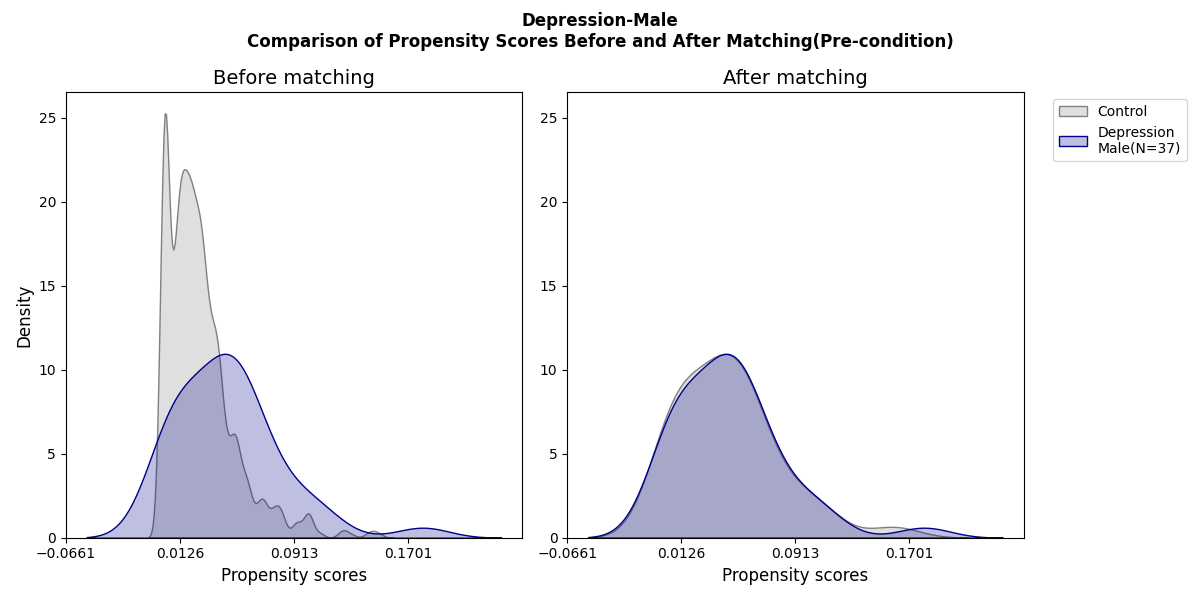 Depression-Male
Comparison of Propensity Scores Before and After Matching(Pre-condition)
Before matching
After matching
25
20
15
10
5
0
Density
−0.0661
0.0126
0.0913
0.1701
Propensity scores
25
20
15
10
5
0
−0.0661
0.0126
0.0913
0.1701
Propensity scores
Control
Depression
Male(N=37)